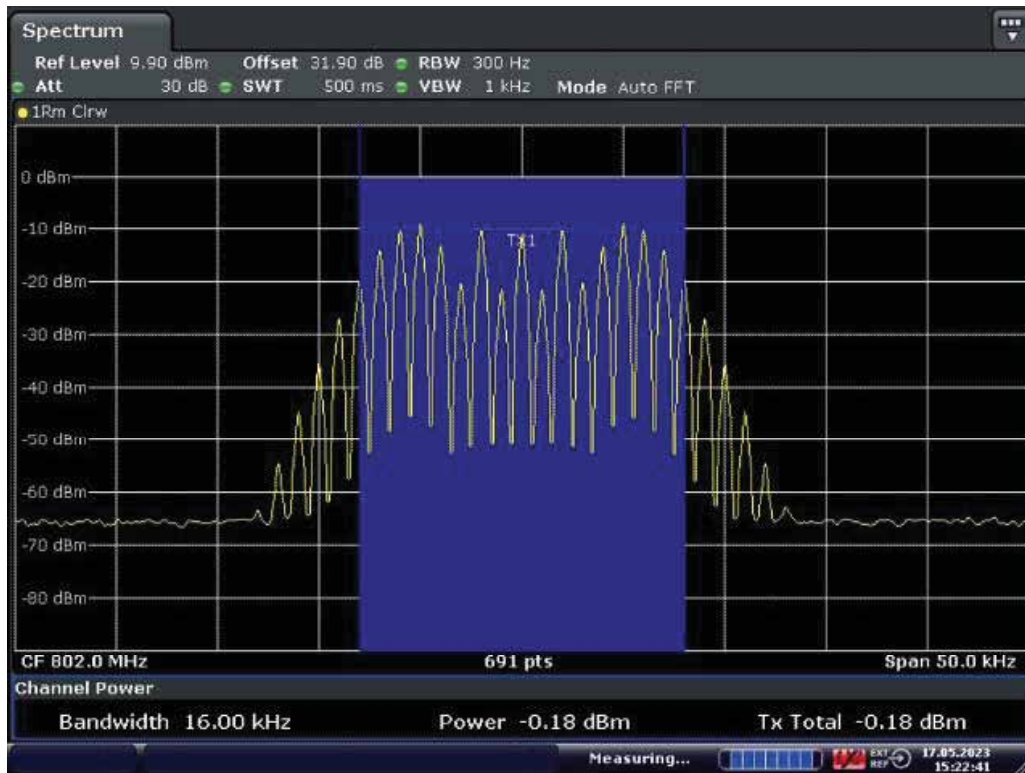 Spectrum
Ref Level 9.90 dBm Offset 31.90 dB RBW 300 Hz
Att 30 dB SWT 500 ms VBW 1 kHz Mode Auto FFT
1Rm Clrw
0 dBm
-10 dBm
TX1
-20 dBm
-30 dBm
-40 dBm
-50 dBm
-60 dBm
-70 dBm
-80 dBm
CF 802.0 MHz 691 pts Span 50.0 kHz
Channel Power
Bandwidth 16.00 kHz Power -0.18 dBm Tx Total -0.18 dBm
Measuring... EXT REF 17.05.2023
15:22:41